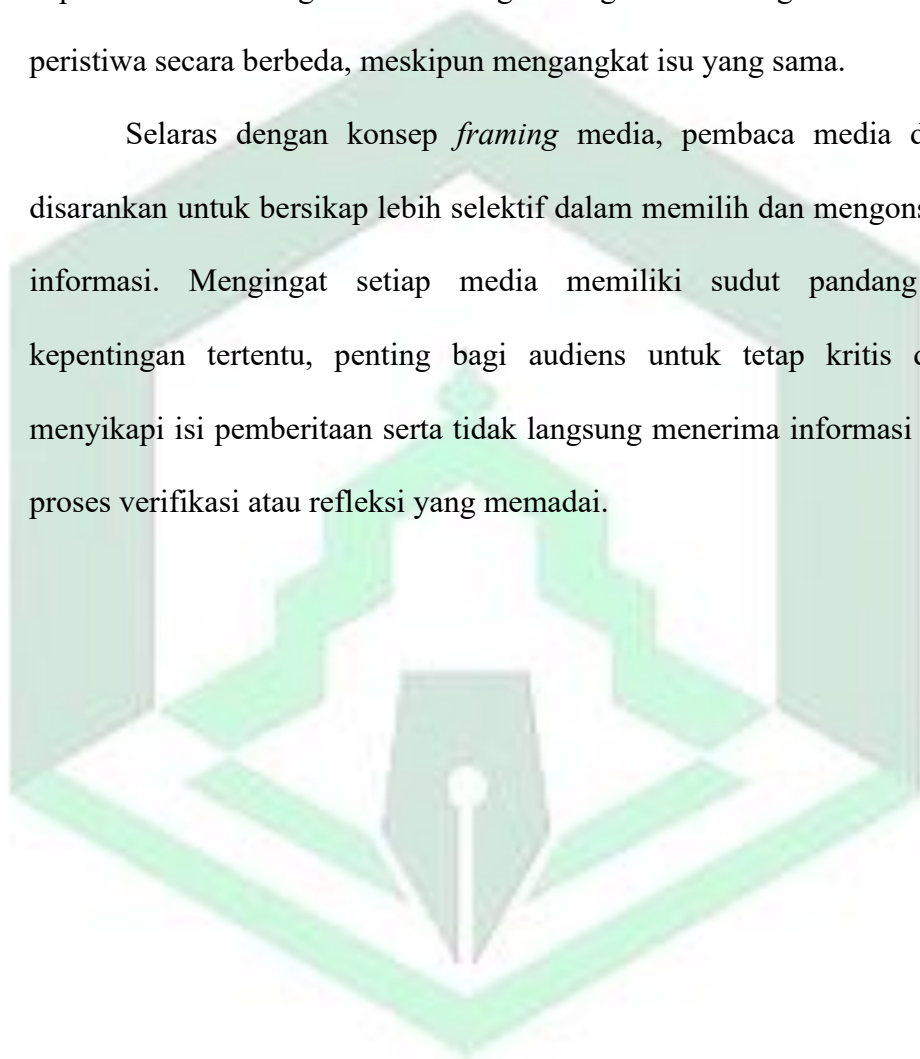 peristiwa secara berbeda, meskipun mengangkat isu yang sama.
Selaras dengan konsep framing media, pembaca media
disarankan untuk bersikap lebih selektif dalam memilih dan
informasi. Mengingat setiap media memiliki sudut pandang
kepentingan tertentu, penting bagi audiens untuk tetap kritis
menyikapi isi pemberitaan serta tidak langsung menerima informasi
proses verifikasi atau refleksi yang memadai.